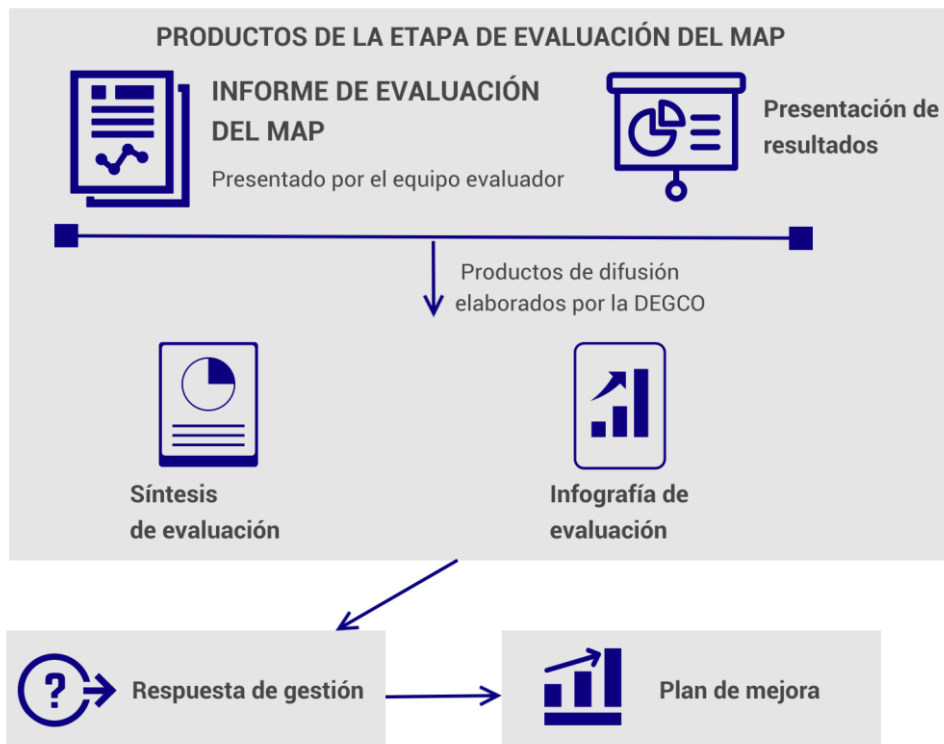 PRODUCTOS DE LA ETAPA DE EVALUACIÓN DEL MAP
INFORME DE EVALUACIÓN
DEL MAP
Presentado por el equipo evaluador
Presentación de
resultados
Productos de difusión
elaborados por la DEGCO
Síntesis
de evaluación
Infografía de
evaluación
?
Respuesta de gestión
Plan de mejora